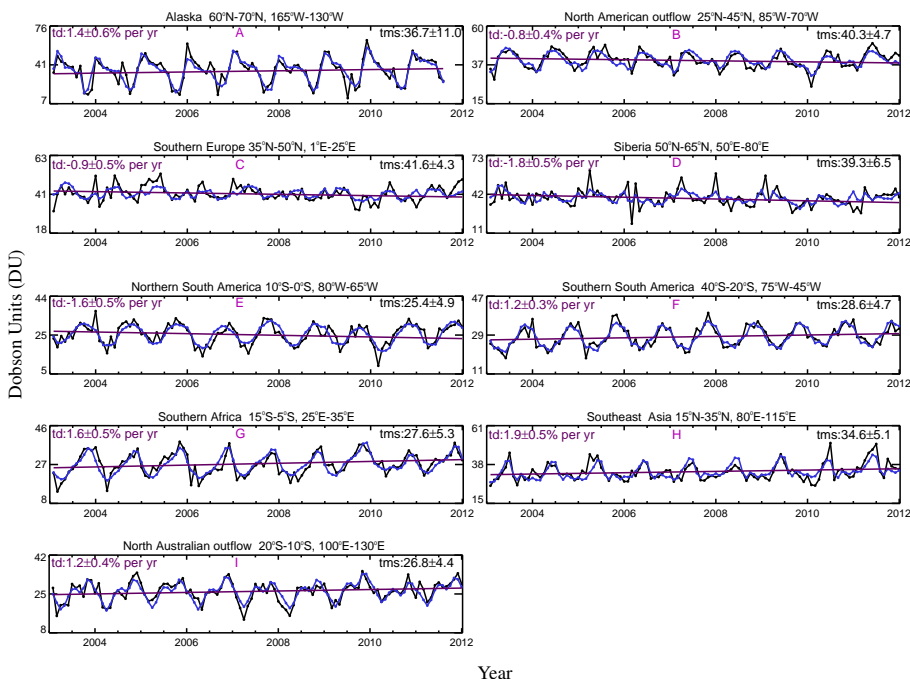 Alaska 60°N-70°N, 165°W-130°W
76
td:1.4±0.6% per yr A tms:36.7±11.0
41
7
2004 2006 2008 2010 2012
North American outflow 25°N-45°N, 85°W-70°W
60
td:-0.8±0.4% per yr B tms:40.3±4.7
37
15
2004 2006 2008 2010 2012
Southern Europe 35°N-50°N, 1°E-25°E
63
td:-0.9±0.5% per yr C tms:41.6±4.3
41
18
2004 2006 2008 2010 2012
Siberia 50°N-65°N, 50°E-80°E
73
td:-1.8±0.5% per yr D tms:39.3±6.5
42
11
2004 2006 2008 2010 2012
Dobson Units (DU)
Northern South America 10°S-0°S, 80°W-65°W
44
td:-1.6±0.5% per yr E tms:25.4±4.9
25
5
2004 2006 2008 2010 2012
Southern South America 40°S-20°S, 75°W-45°W
47
td:1.2±0.3% per yr F tms:28.6±4.7
29
11
2004 2006 2008 2010 2012
Southern Africa 15°S-5°S, 25°E-35°E
46
td:1.6±0.5% per yr G tms:27.6±5.3
27
8
2004 2006 2008 2010 2012
Southeast Asia 15°N-35°N, 80°E-115°E
61
td:1.9±0.5% per yr H tms:34.6±5.1
38
15
2004 2006 2008 2010 2012
North Australian outflow 20°S-10°S, 100°E-130°E
42
td:1.2±0.4% per yr I tms:26.8±4.4
25
8
2004 2006 2008 2010 2012
Year